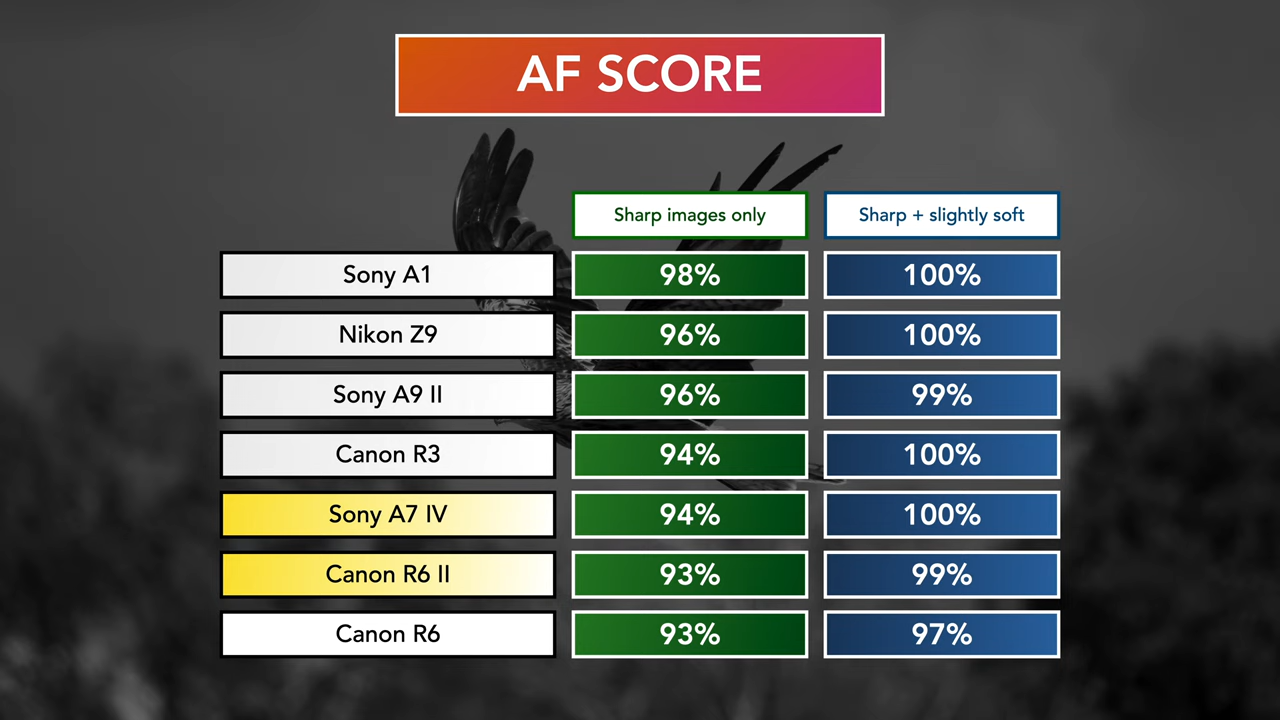 AF SCORE
Sharp images only Sharp + slightly soft
Sony A1 98% 100%
Nikon Z9 96% 100%
Sony A9 II 96% 99%
Canon R3 94% 100%
Sony A7 IV 94% 100%
Canon R6 II 93% 99%
Canon R6 93% 97%